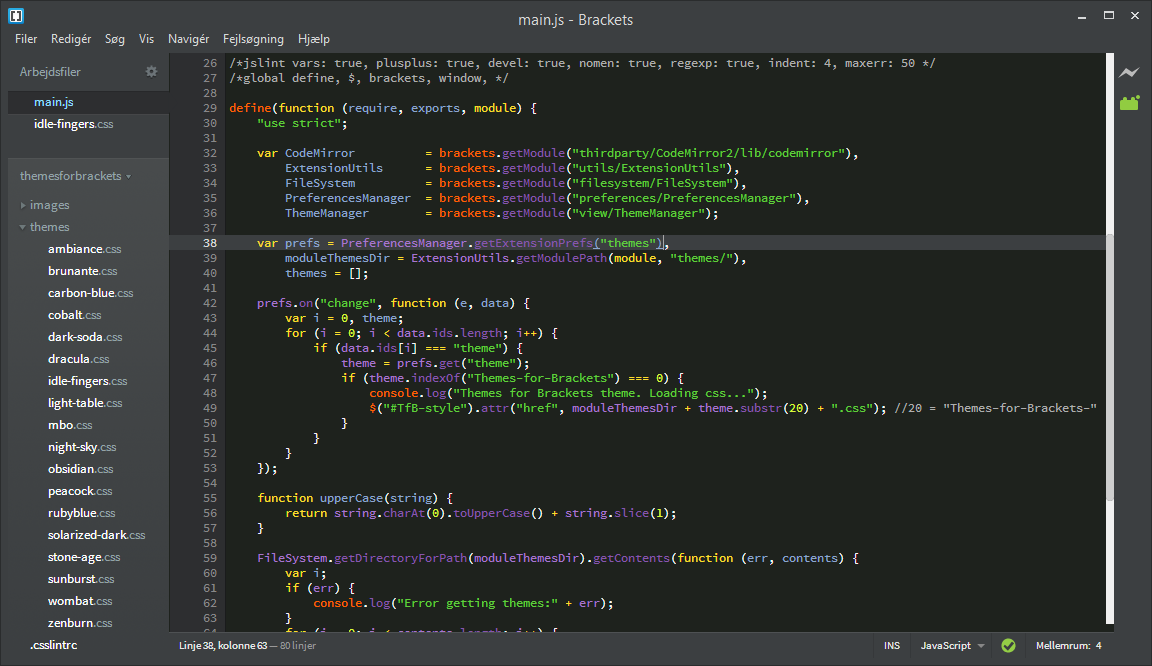 main.js - Brackets
Filer Redigér Søg Vis Navigér Fejlsøgning Hjælp
Arbejdsfiler
main.js
idle-fingers.css
themesforbrackets
images
themes
ambiance.css
brunante.css
carbon-blue.css
cobalt.css
dark-soda.css
dracula.css
idle-fingers.css
light-table.css
mbo.css
night-sky.css
obsidian.css
peacock.css
rubyblue.css
solarized-dark.css
stone-age.css
sunburst.css
wombat.css
zenburn.css
.csslintrc
26 /*jslint vars: true, plusplus: true, devel: true, nomen: true, regexp: true, indent: 4, maxerr: 50 */
27 /*global define, $, brackets, window, */
28
29 define(function (require, exports, module) {
30     "use strict";
31
32     var CodeMirror          = brackets.getModule("thirdparty/CodeMirror2/lib/codemirror"),
33         ExtensionUtils      = brackets.getModule("utils/ExtensionUtils"),
34         FileSystem          = brackets.getModule("filesystem/FileSystem"),
35         PreferencesManager  = brackets.getModule("preferences/PreferencesManager"),
36         ThemeManager        = brackets.getModule("view/ThemeManager");
37
38     var prefs = PreferencesManager.getExtensionPrefs("themes"),
39         moduleThemesDir = ExtensionUtils.getModulePath(module, "themes/"),
40         themes = [];
41
42     prefs.on("change", function (e, data) {
43         var i = 0, theme;
44         for (i = 0; i < data.ids.length; i++) {
45             if (data.ids[i] === "theme") {
46                 theme = prefs.get("theme");
47                 if (theme.indexOf("Themes-for-Brackets") === 0) {
48                     console.log("Themes for Brackets theme. Loading css...");
49                     $("#TfB-style").attr("href", moduleThemesDir + theme.substr(20) + ".css"); //20 = "Themes-for-Brackets-"
50                 }
51             }
52         }
53     });
54
55     function upperCase(string) {
56         return string.charAt(0).toUpperCase() + string.slice(1);
57     }
58
59     FileSystem.getDirectoryForPath(moduleThemesDir).getContents(function (err, contents) {
60         var i;
61         if (err) {
62             console.log("Error getting themes:" + err);
63         }
64         for (i = 0; i < contents.length; i++) {
Linje 38, kolonne 63 — 80 linjer INS JavaScript Mellemrum: 4